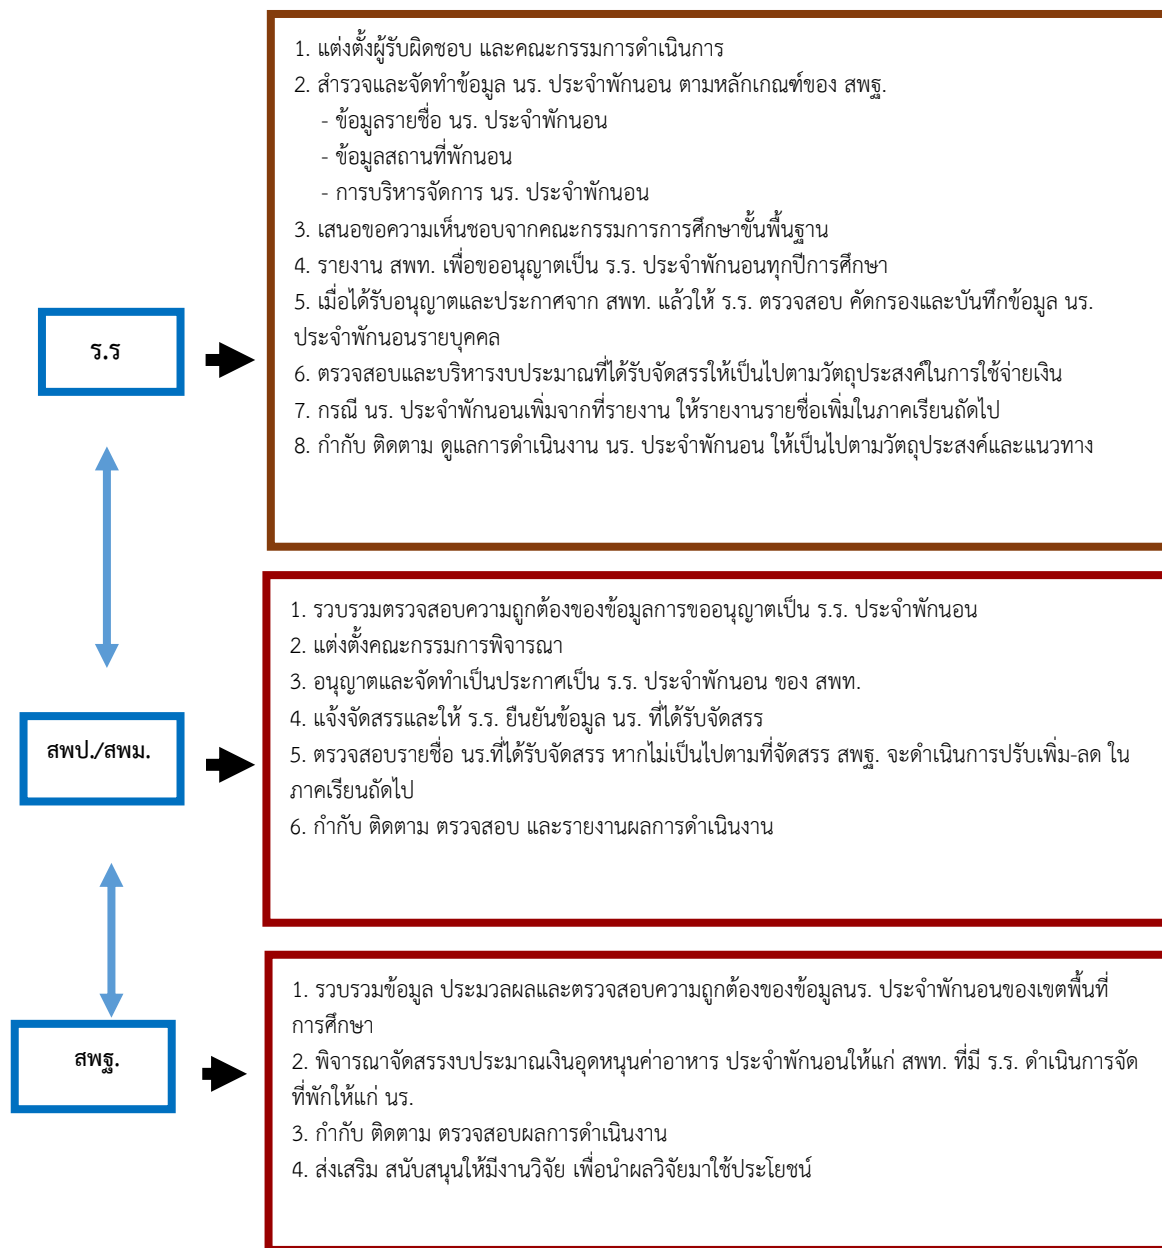 1. แต่งตั้งผู้รับผิดชอบ และคณะกรรมการดำเนินการ
2. สำรวจและจัดทำข้อมูล นร. ประจำพักนอน ตามหลักเกณฑ์ของ สพฐ.
- ข้อมูลรายชื่อ นร. ประจำพักนอน
- ข้อมูลสถานที่พักนอน
- การบริหารจัดการ นร. ประจำพักนอน
3. เสนอขอความเห็นชอบจากคณะกรรมการการศึกษาขั้นพื้นฐาน
4. รายงาน สพท. เพื่อขออนุญาตเป็น ร.ร. ประจำพักนอนทุกปีการศึกษา
5. เมื่อได้รับอนุญาตและประกาศจาก สพท. แล้วให้ ร.ร. ตรวจสอบ คัดกรองและบันทึกข้อมูล นร.
ประจำพักนอนรายบุคคล
6. ตรวจสอบและบริหารงบประมาณที่ได้รับจัดสรรให้เป็นไปตามวัตถุประสงค์ในการใช้จ่ายเงิน
7. กรณี นร. ประจำพักนอนเพิ่มจากที่รายงาน ให้รายงานรายชื่อเพิ่มในภาคเรียนถัดไป
8. กำกับ ติดตาม ดูแลการดำเนินงาน นร. ประจำพักนอน ให้เป็นไปตามวัตถุประสงค์และแนวทาง
ร.ร
1. รวบรวมตรวจสอบความถูกต้องของข้อมูลการขออนุญาตเป็น ร.ร. ประจำพักนอน
2. แต่งตั้งคณะกรรมการพิจารณา
3. อนุญาตและจัดทำเป็นประกาศเป็น ร.ร. ประจำพักนอน ของ สพท.
4. แจ้งจัดสรรและให้ ร.ร. ยืนยันข้อมูล นร. ที่ได้รับจัดสรร
5. ตรวจสอบรายชื่อ นร.ที่ได้รับจัดสรร หากไม่เป็นไปตามที่จัดสรร สพฐ. จะดำเนินการปรับเพิ่ม-ลด ใน
ภาคเรียนถัดไป
6. กำกับ ติดตาม ตรวจสอบ และรายงานผลการดำเนินงาน
สพป./สพม.
1. รวบรวมข้อมูล ประมวลผลและตรวจสอบความถูกต้องของข้อมูลนร. ประจำพักนอนของเขตพื้นที่
การศึกษา
2. พิจารณาจัดสรรงบประมาณเงินอุดหนุนค่าอาหาร ประจำพักนอนให้แก่ สพท. ที่มี ร.ร. ดำเนินการจัด
ที่พักให้แก่ นร.
3. กำกับ ติดตาม ตรวจสอบผลการดำเนินงาน
4. ส่งเสริม สนับสนุนให้มีงานวิจัย เพื่อนำผลวิจัยมาใช้ประโยชน์
สพฐ.